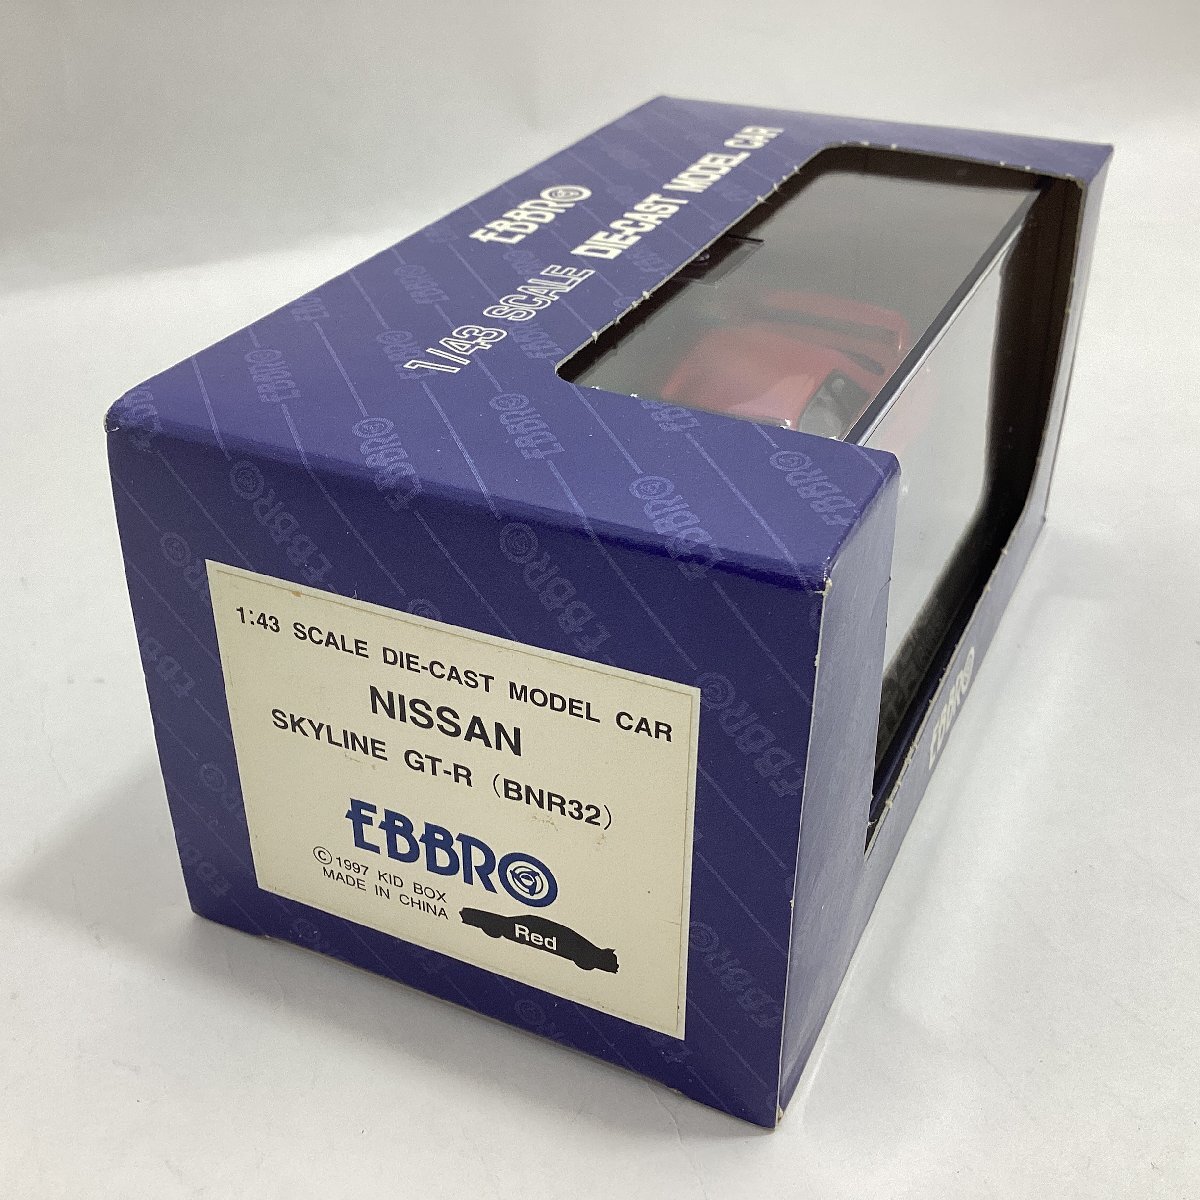 EBBRO
1/43 SCALE DIE-CAST MODEL CAR
1:43 SCALE DIE-CAST MODEL CAR
NISSAN
SKYLINE GT-R (BNR32)
EBBRO
© 1997 KID BOX
MADE IN CHINA
Red
EBBRO